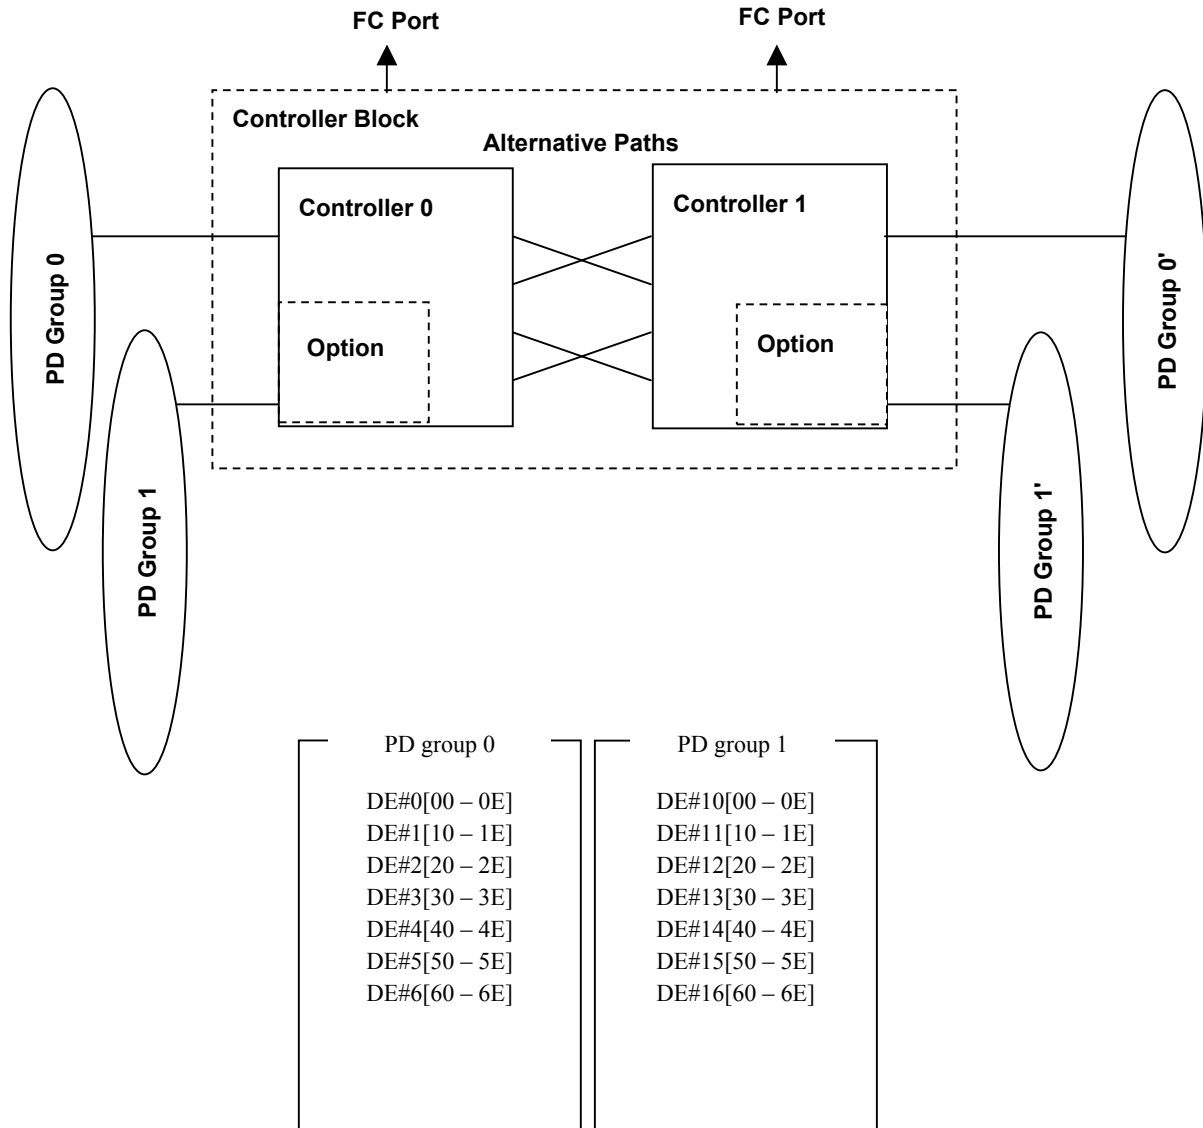 FC Port
FC Port
Controller Block
Alternative Paths
Controller 0
Controller 1
Option
Option
PD Group 0
PD Group 1
PD Group 0'
PD Group 1'
PD group 0
DE#0[00 – 0E]
DE#1[10 – 1E]
DE#2[20 – 2E]
DE#3[30 – 3E]
DE#4[40 – 4E]
DE#5[50 – 5E]
DE#6[60 – 6E]
PD group 1
DE#10[00 – 0E]
DE#11[10 – 1E]
DE#12[20 – 2E]
DE#13[30 – 3E]
DE#14[40 – 4E]
DE#15[50 – 5E]
DE#16[60 – 6E]